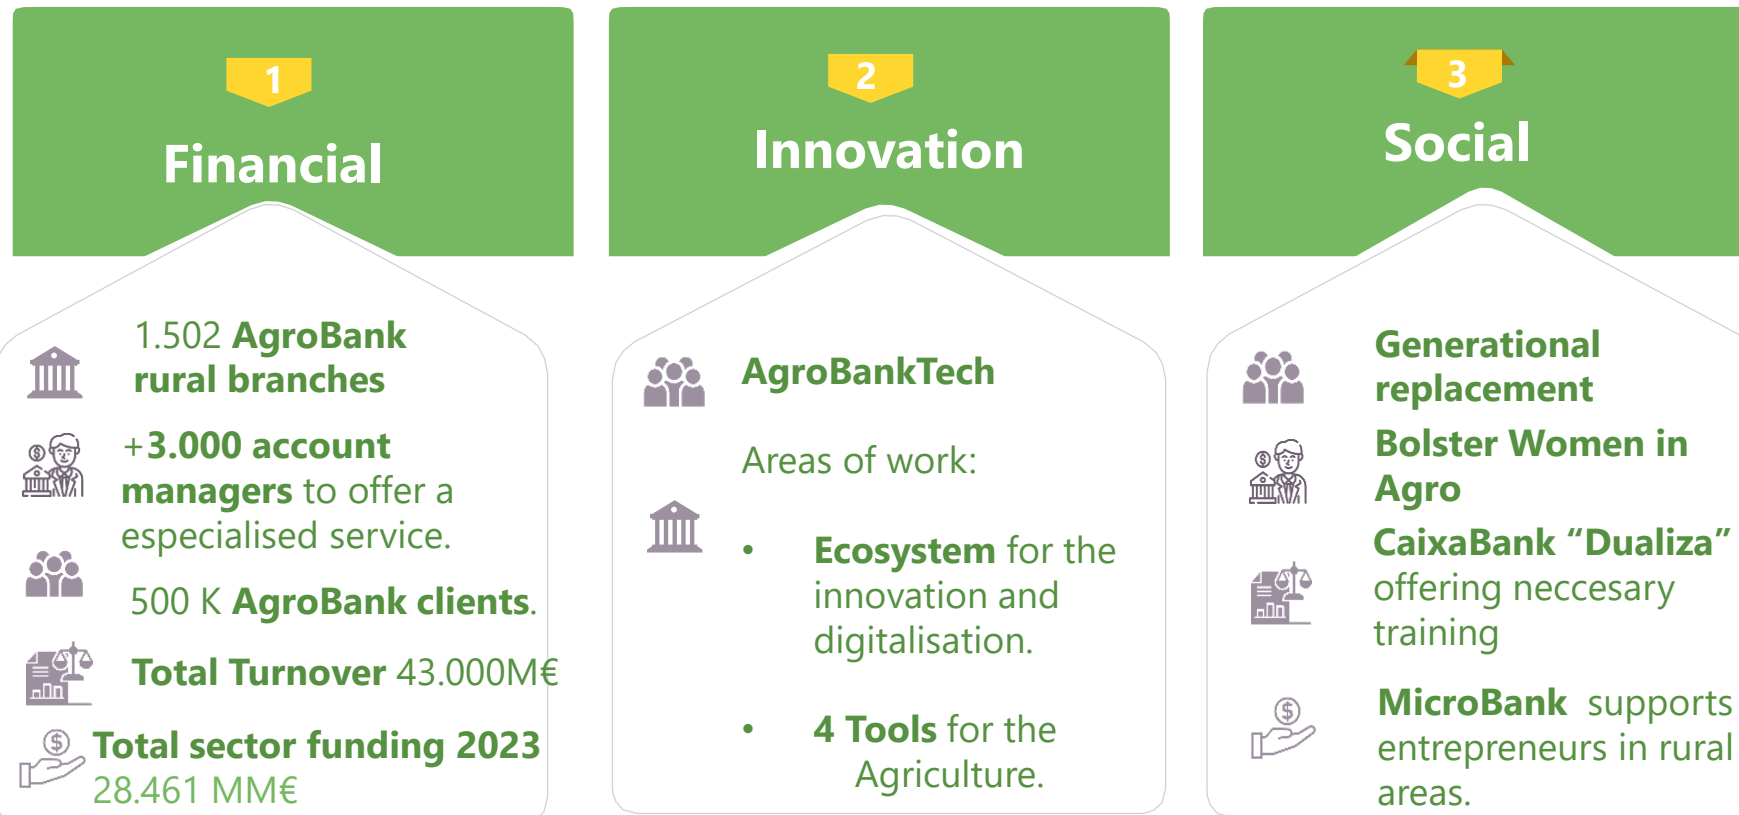 1
Financial
1.502 AgroBank
rural branches
+3.000 account
managers to offer a
especialised service.
500 K AgroBank clients.
Total Turnover 43.000M€
Total sector funding 2023
28.461 MM€
2
Innovation
AgroBankTech
Areas of work:
• Ecosystem for the
innovation and
digitalisation.
• 4 Tools for the
Agriculture.
3
Social
Generational
replacement
Bolster Women in
Agro
CaixaBank “Dualiza”
offering neccesary
training
MicroBank supports
entrepreneurs in rural
areas.